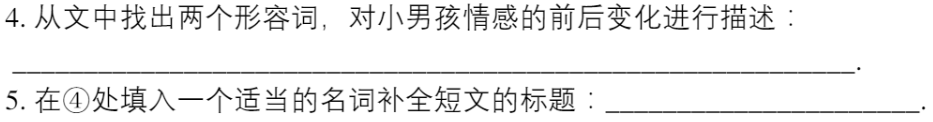 4. 从文中找出两个形容词，对小男孩情感的前后变化进行描述：
____________________________________________________________.
5. 在④处填入一个适当的名词补全短文的标题：______________________.